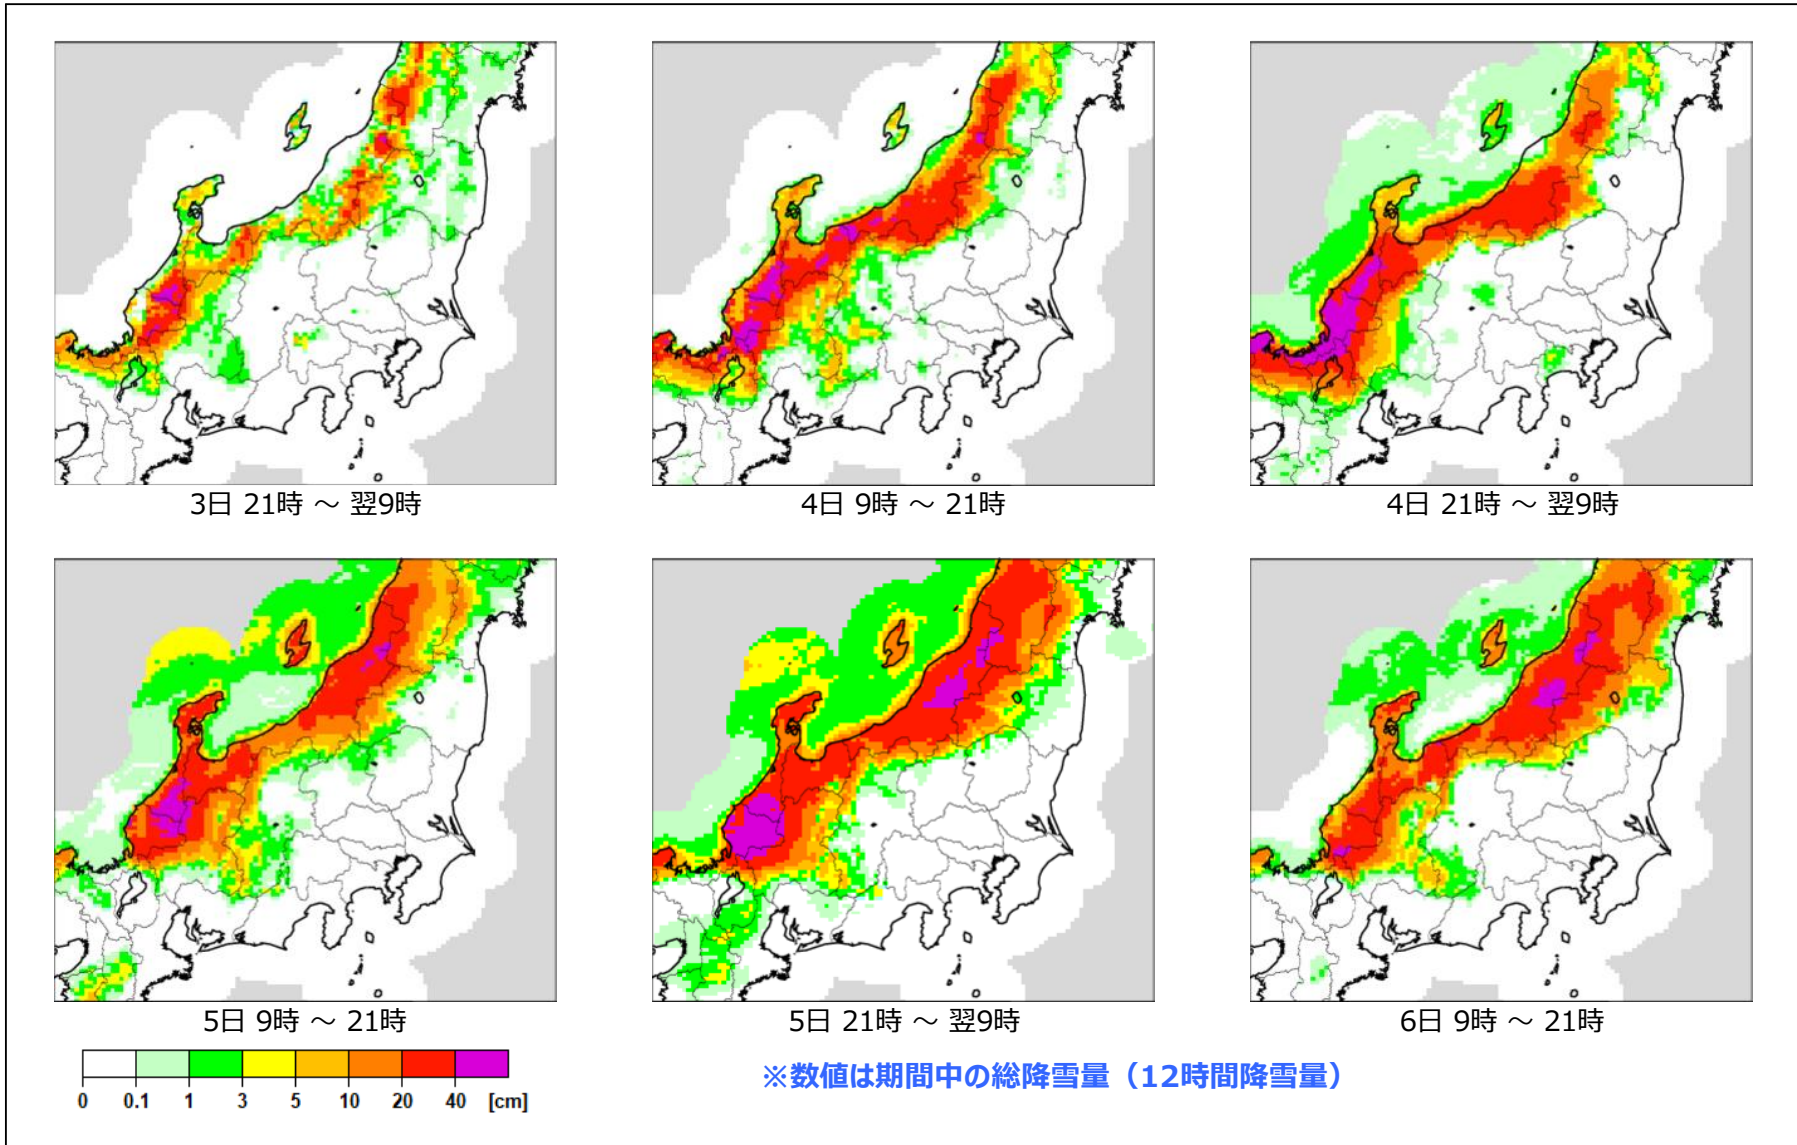 3日 21時 ～ 翌9時
4日 9時 ～ 21時
4日 21時 ～ 翌9時
5日 9時 ～ 21時
5日 21時 ～ 翌9時
6日 9時 ～ 21時
0 0.1 1 3 5 10 20 40 [cm]
※数値は期間中の総降雪量（12時間降雪量）